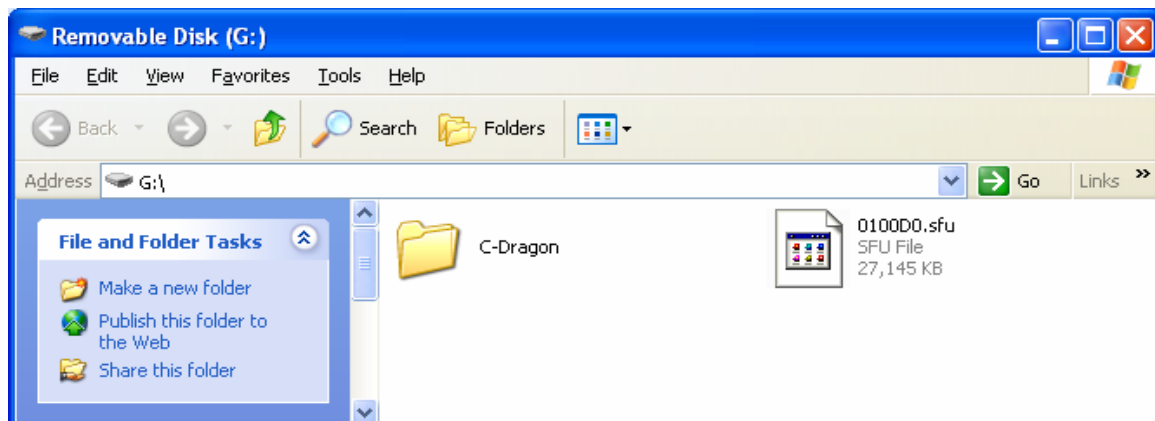 Removable Disk (G:)
File Edit View Favorites Tools Help
Back Search Folders
Address G:\ Go Links »
File and Folder Tasks
Make a new folder
Publish this folder to
the Web
Share this folder
C-Dragon
0100D0.sfu
SFU File
27,145 KB